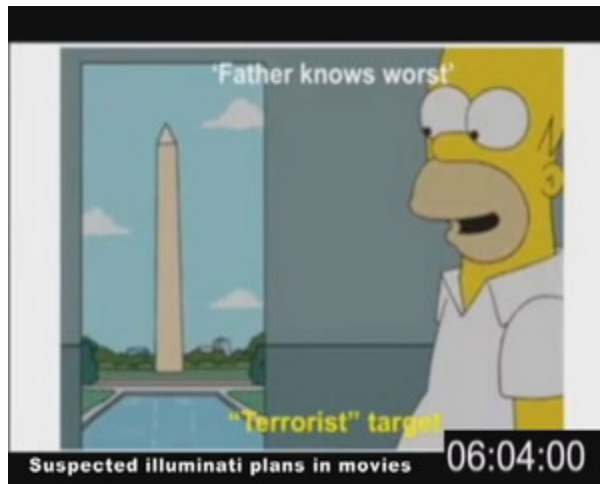 'Father knows worst'
“Terrorist” target
Suspected illuminati plans in movies
06:04:00